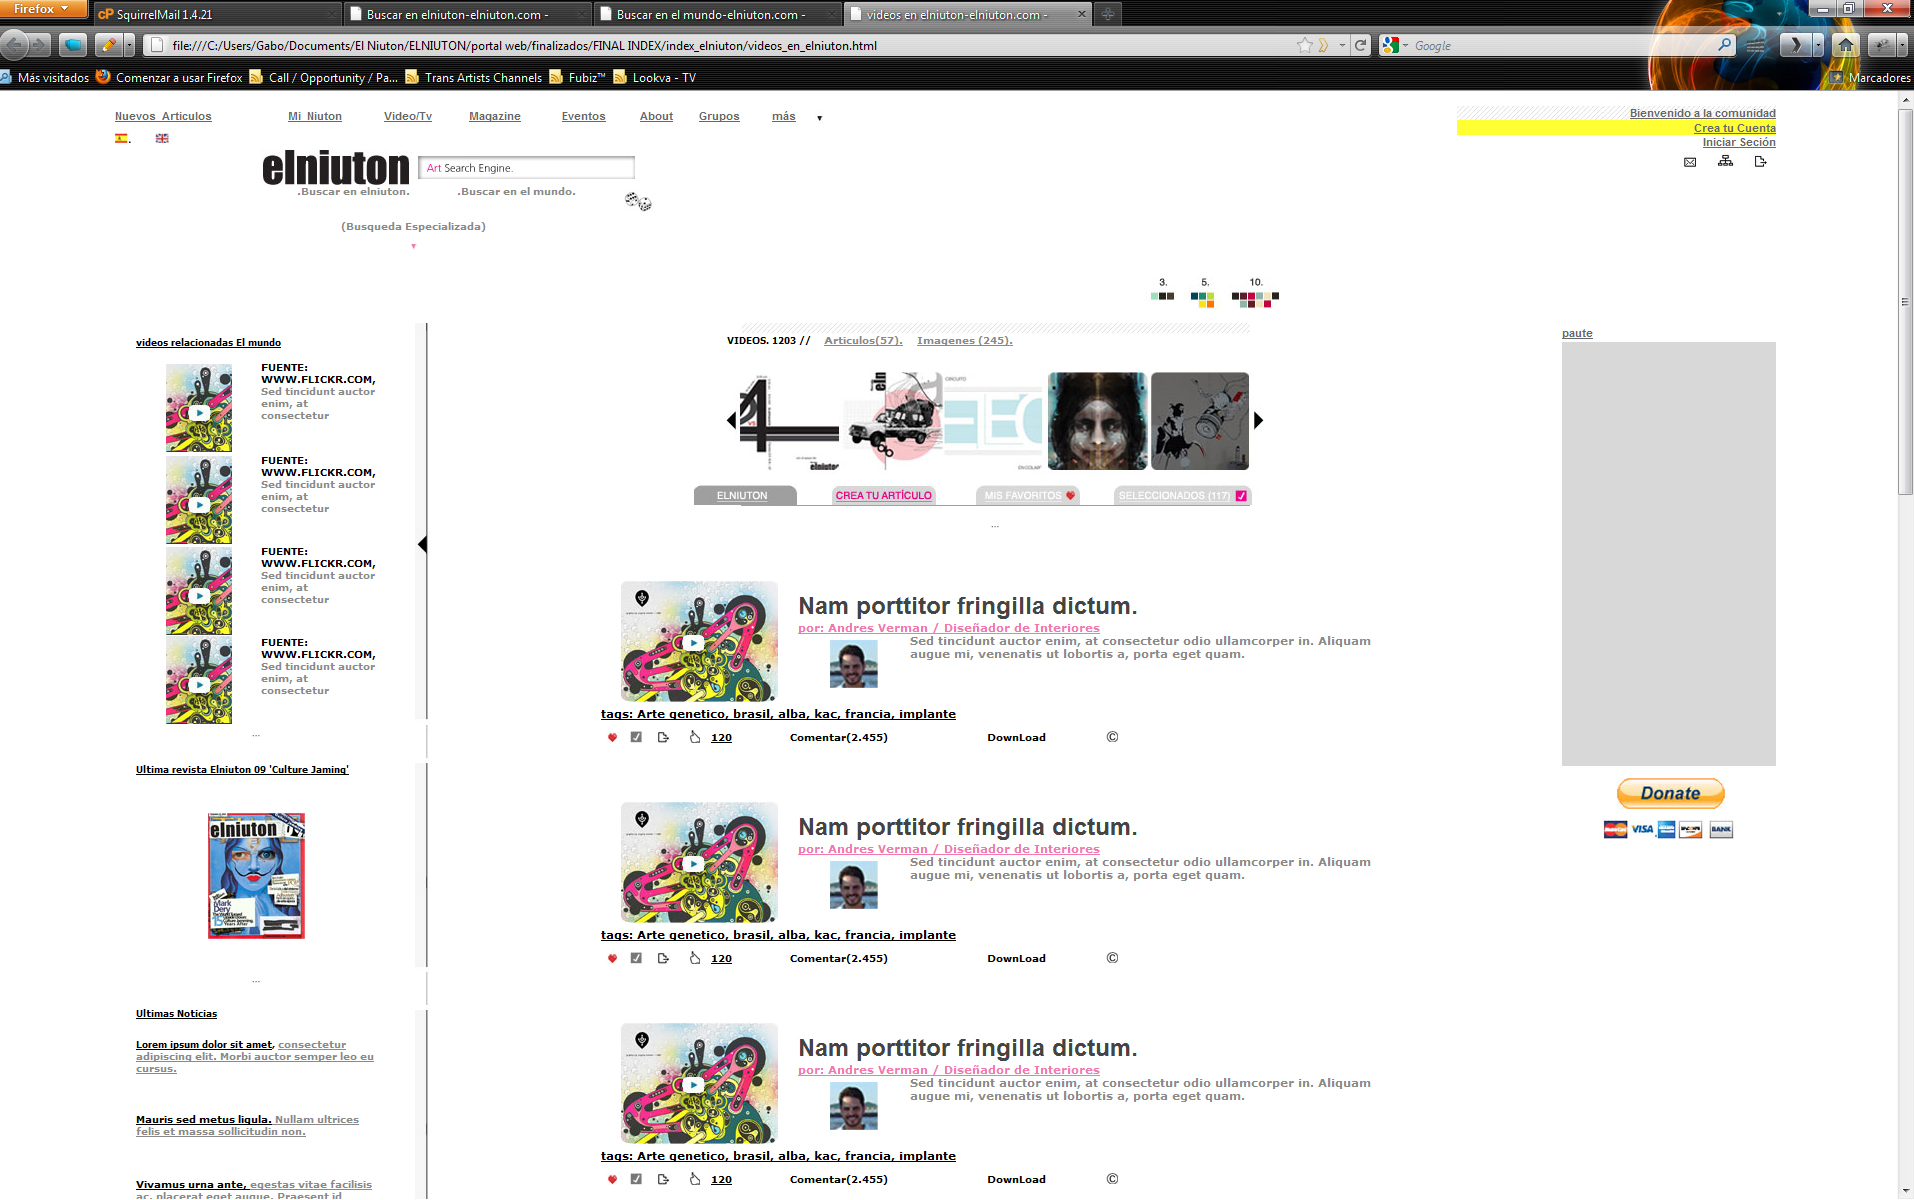 Firefox
SquirrelMail 1.4.21
Buscar en elniuton-elniuton.com -
Buscar en el mundo-elniuton.com -
videos en elniuton-elniuton.com -
file:///C:/Users/Gabo/Documents/El Niuton/ELNIUTON/portal web/finalizados/FINAL INDEX/index_elniuton/videos_en_elniuton.html
Google
Más visitados
Comenzar a usar Firefox
Call / Opportunity / Pa...
Trans Artists Channels
Fubiz™
Lookva - TV
Marcadores
Nuevos Articulos
Mi Niuton
Video/Tv
Magazine
Eventos
About
Grupos
más
Bienvenido a la comunidad
Crea tu Cuenta
Iniciar Seción
elniuton
Art Search Engine.
.Buscar en elniuton.
.Buscar en el mundo.
(Busqueda Especializada)
3.
5.
10.
videos relacionadas El mundo
FUENTE:
WWW.FLICKR.COM,
Sed tincidunt auctor
enim, at
consectetur
FUENTE:
WWW.FLICKR.COM,
Sed tincidunt auctor
enim, at
consectetur
FUENTE:
WWW.FLICKR.COM,
Sed tincidunt auctor
enim, at
consectetur
FUENTE:
WWW.FLICKR.COM,
Sed tincidunt auctor
enim, at
consectetur
...
Ultima revista Elniuton 09 'Culture Jaming'
elniuton
Mark
Dery
15
...
Ultimas Noticias
Lorem ipsum dolor sit amet, consectetur
adipiscing elit. Morbi auctor semper leo eu
cursus.
Mauris sed metus ligula. Nullam ultrices
felis et massa sollicitudin non.
Vivamus urna ante, egestas vitae facilisis
ac, placerat eget augue. Praesent id
VIDEOS. 1203 //
Articulos(57).
Imagenes (245).
4
VS
elniuton
CIRCUITO
ELNIUTON
CREA TU ARTÍCULO
MIS FAVORITOS
SELECCIONADOS (117)
...
Nam porttitor fringilla dictum.
por: Andres Verman / Diseñador de Interiores
Sed tincidunt auctor enim, at consectetur odio ullamcorper in. Aliquam
augue mi, venenatis ut lobortis a, porta eget quam.
tags: Arte genetico, brasil, alba, kac, francia, implante
120
Comentar(2.455)
DownLoad
©
Nam porttitor fringilla dictum.
por: Andres Verman / Diseñador de Interiores
Sed tincidunt auctor enim, at consectetur odio ullamcorper in. Aliquam
augue mi, venenatis ut lobortis a, porta eget quam.
tags: Arte genetico, brasil, alba, kac, francia, implante
120
Comentar(2.455)
DownLoad
©
Nam porttitor fringilla dictum.
por: Andres Verman / Diseñador de Interiores
Sed tincidunt auctor enim, at consectetur odio ullamcorper in. Aliquam
augue mi, venenatis ut lobortis a, porta eget quam.
tags: Arte genetico, brasil, alba, kac, francia, implante
120
Comentar(2.455)
DownLoad
©
paute
Donate
MasterCard
VISA
BANK